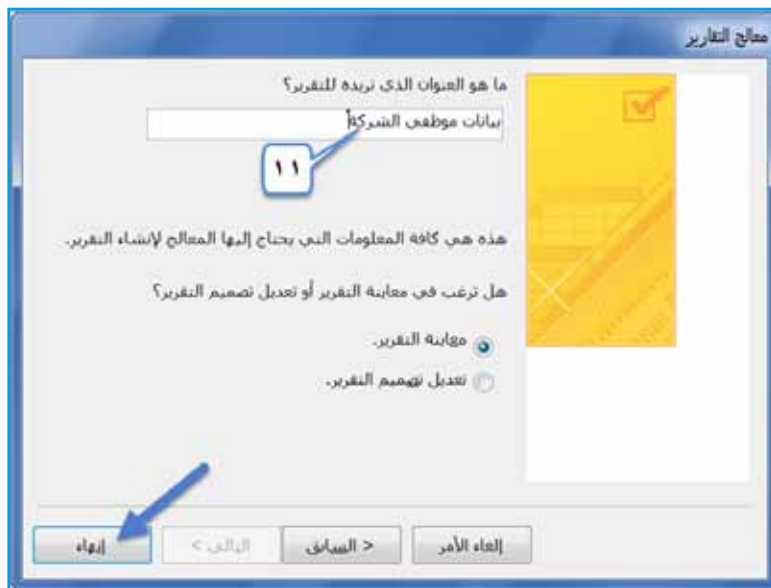 معالج التقارير
ما هو العنوان الذي تريده للتقرير؟
بيانات موظفي الشركة
١١
هذه هي كافة المعلومات التي يحتاج إليها المعالج لإنشاء التقرير.
هل ترغب في معاينة التقرير أو تعديل تصميم التقرير؟
معاينة التقرير.
تعديل تصميم التقرير.
إلغاء الأمر
< السابق
التالي >
إنهاء